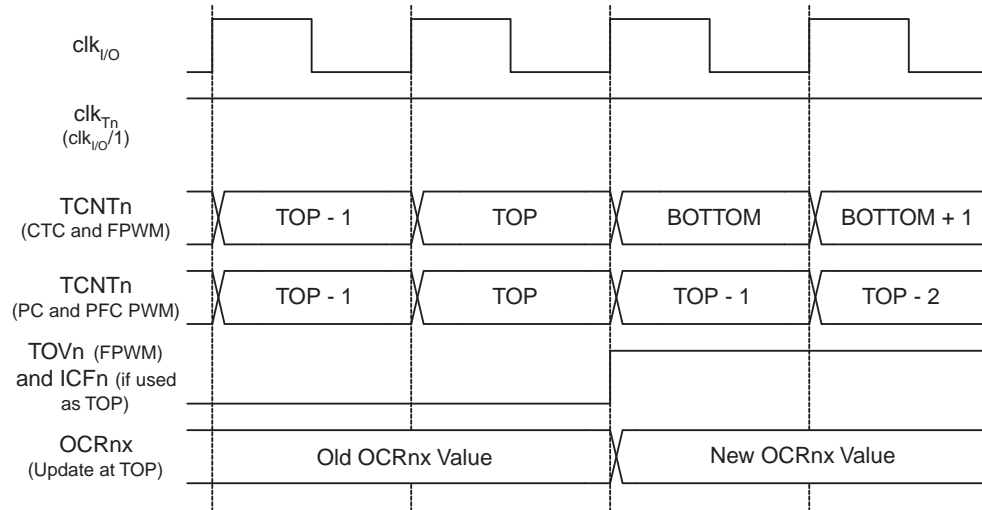 clkI/O
clkTn
(clkI/O/1)
TCNTn
(CTC and FPWM)
TOP - 1
TOP
BOTTOM
BOTTOM + 1
TCNTn
(PC and PFC PWM)
TOP - 1
TOP
TOP - 1
TOP - 2
TOVn (FPWM)
and ICFn (if used
as TOP)
OCRnx
(Update at TOP)
Old OCRnx Value
New OCRnx Value